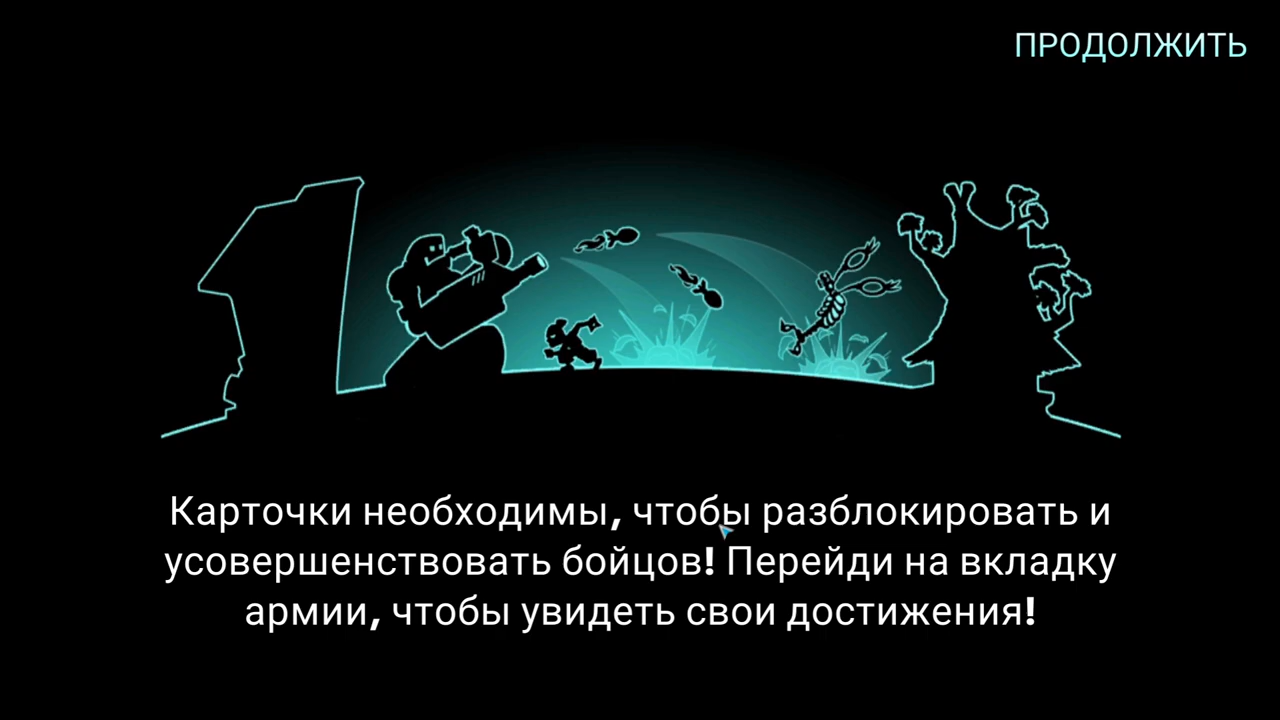 ПРОДОЛЖИТЬ
Карточки необходимы, чтобы разблокировать и
усовершенствовать бойцов! Перейди на вкладку
армии, чтобы увидеть свои достижения!